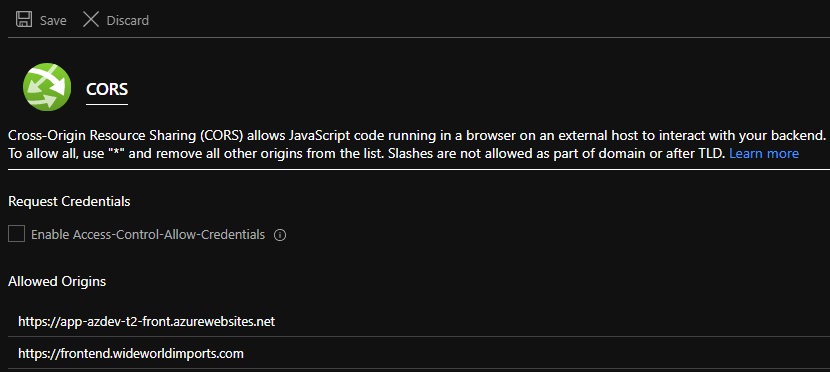 Save Discard
CORS
Cross-Origin Resource Sharing (CORS) allows JavaScript code running in a browser on an external host to interact with your backend.
To allow all, use "*" and remove all other origins from the list. Slashes are not allowed as part of domain or after TLD. Learn more
Request Credentials
Enable Access-Control-Allow-Credentials
Allowed Origins
https://app-azdev-t2-front.azurewebsites.net
https://frontend.wideworldimports.com